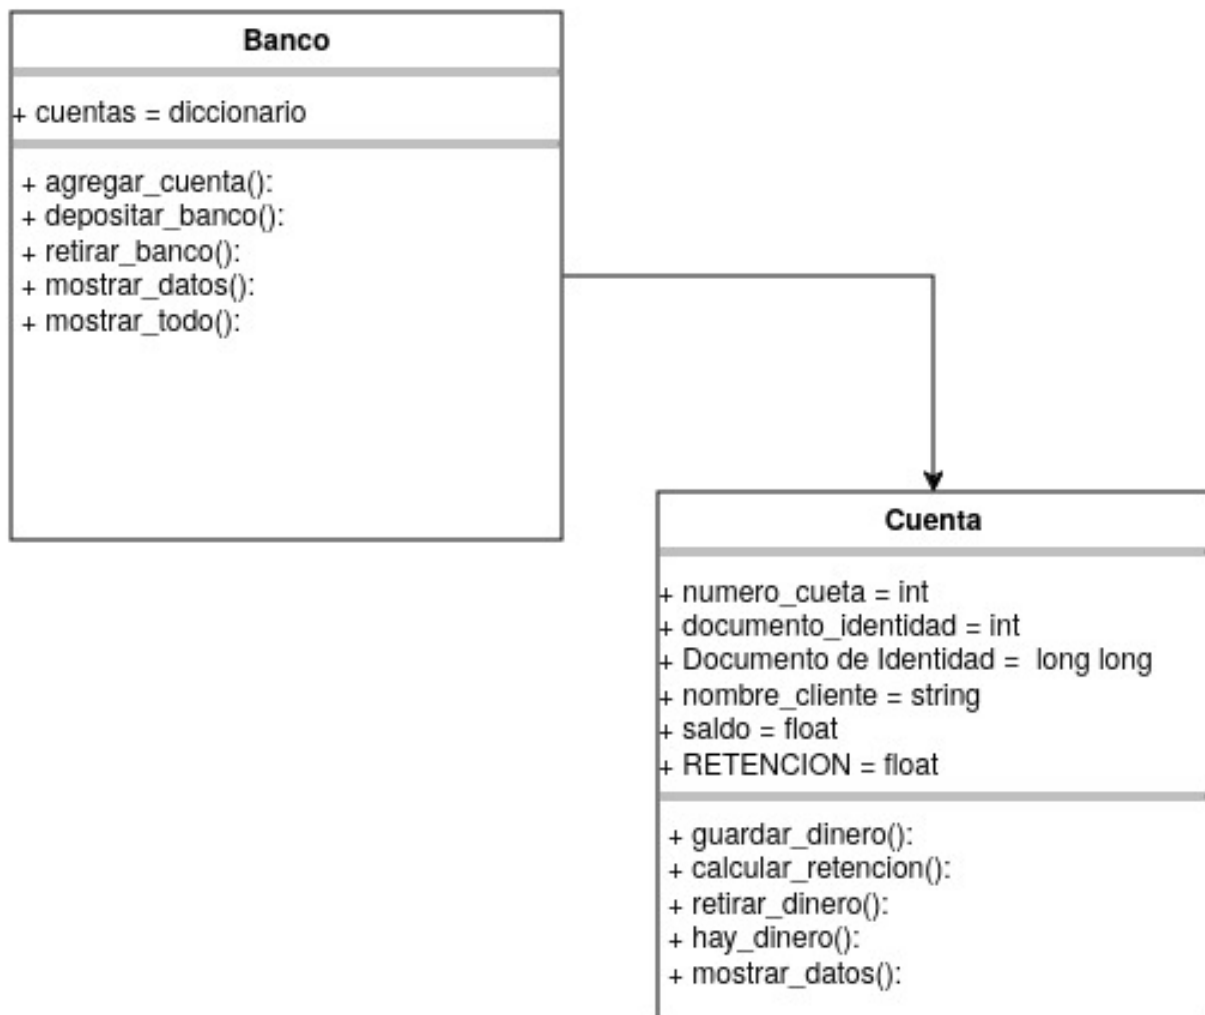 Banco
+ cuentas = diccionario
+ agregar_cuenta():
+ depositar_banco():
+ retirar_banco():
+ mostrar_datos():
+ mostrar_todo():
Cuenta
+ numero_cueta = int
+ documento_identidad = int
+ Documento de Identidad = long long
+ nombre_cliente = string
+ saldo = float
+ RETENCION = float
+ guardar_dinero():
+ calcular_retencion():
+ retirar_dinero():
+ hay_dinero():
+ mostrar_datos():